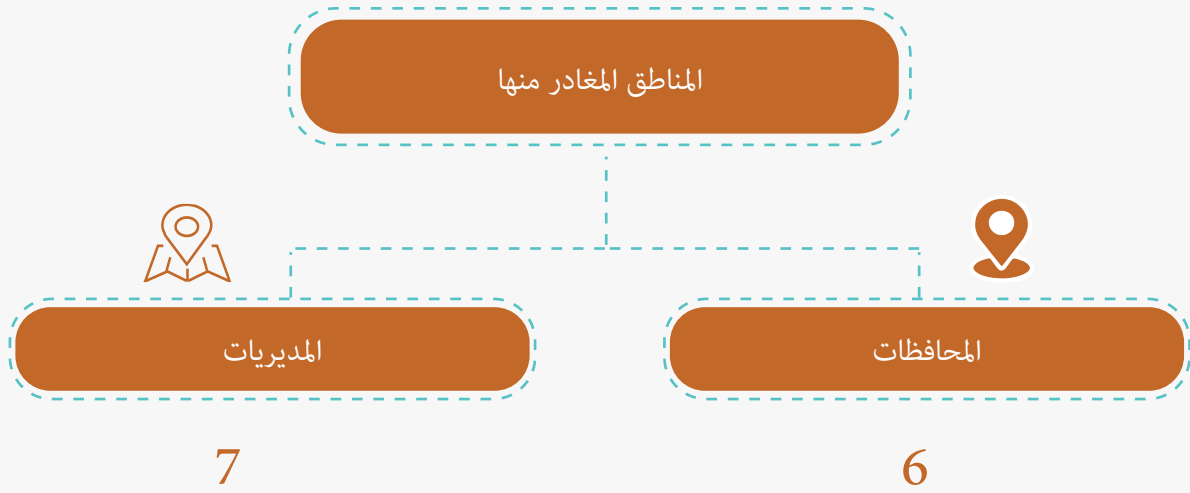 المناطق المغادر منها
المحافظات
المديريات
6
7